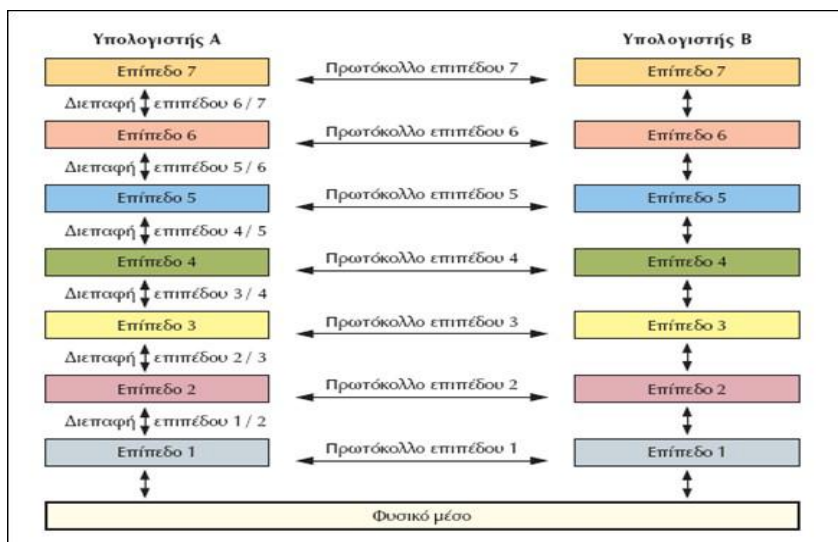 Υπολογιστής Α Υπολογιστής Β
Επίπεδο 7 Πρωτόκολλο επιπέδου 7 Επίπεδο 7
Διεπαφή επιπέδου 6 / 7
Επίπεδο 6 Πρωτόκολλο επιπέδου 6 Επίπεδο 6
Διεπαφή επιπέδου 5 / 6
Επίπεδο 5 Πρωτόκολλο επιπέδου 5 Επίπεδο 5
Διεπαφή επιπέδου 4 / 5
Επίπεδο 4 Πρωτόκολλο επιπέδου 4 Επίπεδο 4
Διεπαφή επιπέδου 3 / 4
Επίπεδο 3 Πρωτόκολλο επιπέδου 3 Επίπεδο 3
Διεπαφή επιπέδου 2 / 3
Επίπεδο 2 Πρωτόκολλο επιπέδου 2 Επίπεδο 2
Διεπαφή επιπέδου 1 / 2
Επίπεδο 1 Πρωτόκολλο επιπέδου 1 Επίπεδο 1
Φυσικό μέσο